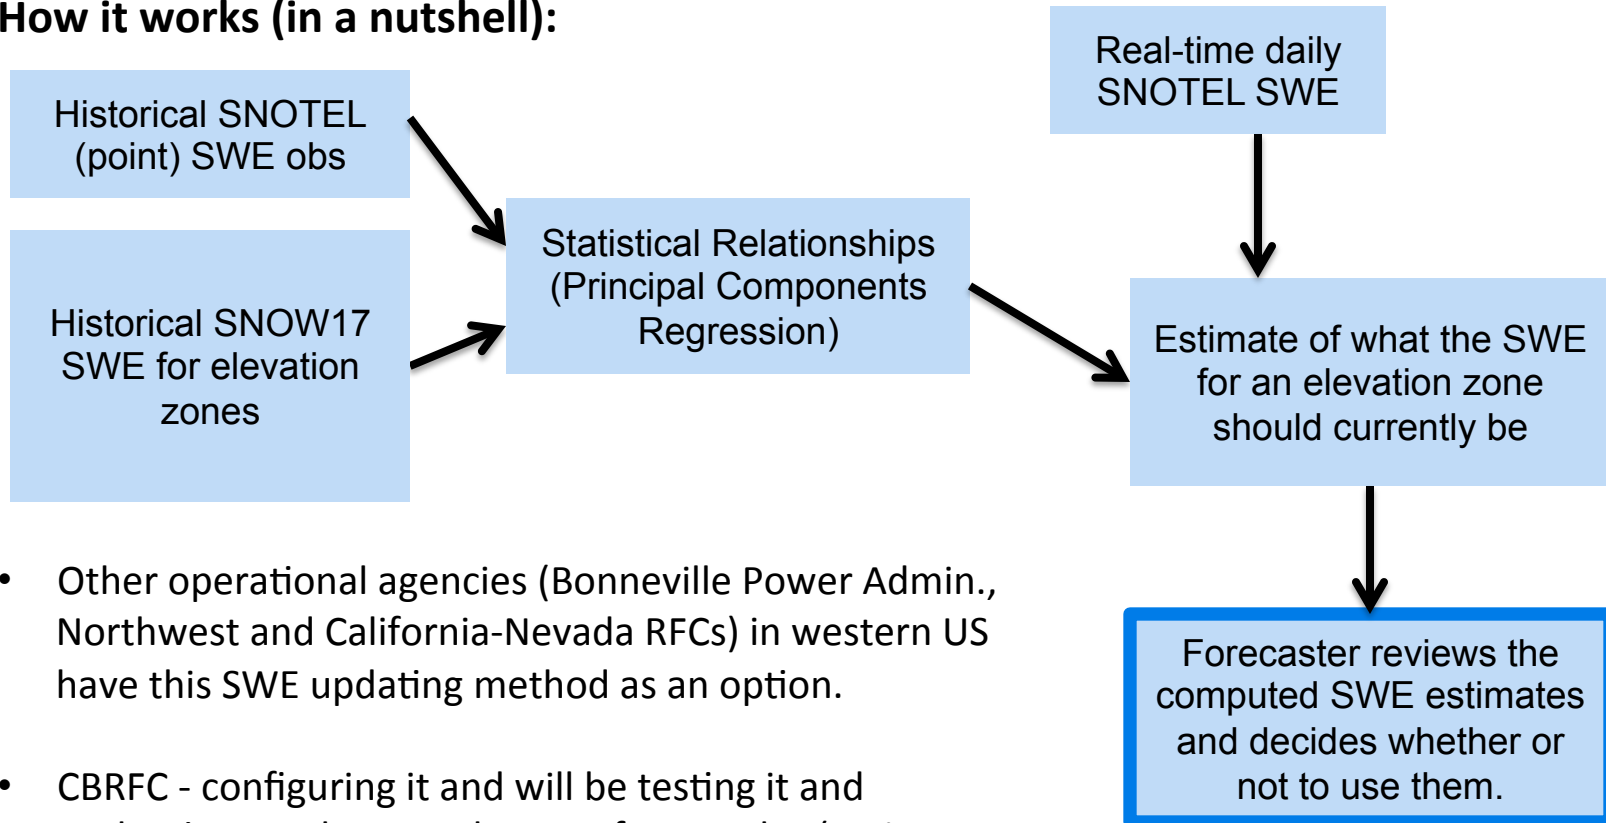 How it works (in a nutshell):
Historical SNOTEL
(point) SWE obs
Historical SNOW17
SWE for elevation
zones
Statistical Relationships
(Principal Components
Regression)
Real-time daily
SNOTEL SWE
Estimate of what the SWE
for an elevation zone
should currently be
Forecaster reviews the
computed SWE estimates
and decides whether or
not to use them.
• Other operational agencies (Bonneville Power Admin.,
Northwest and California-Nevada RFCs) in western US
have this SWE updating method as an option.
• CBRFC - configuring it and will be testing it and